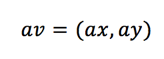 av = (ax, ay)